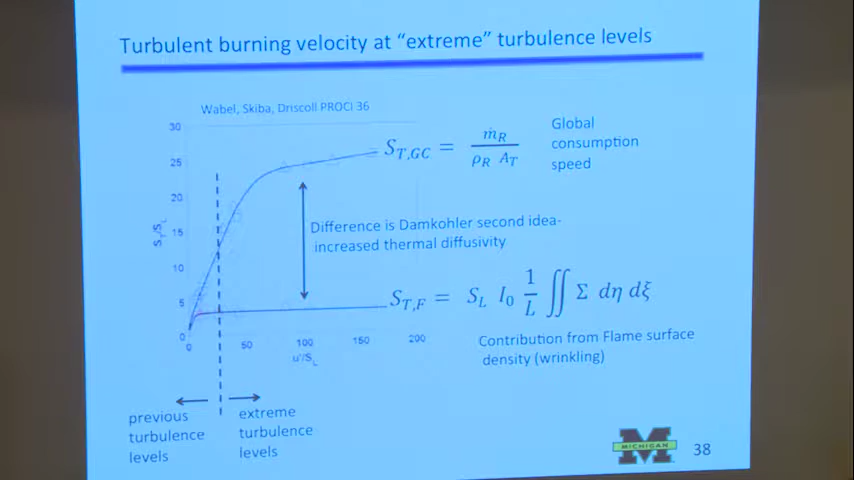 Turbulent burning velocity at “extreme” turbulence levels
Wabel, Skiba, Driscoll PROCI 36
30
25
20
15
10
5
0
S_T/S_L
0
50
100
150
200
u'/S_L
S_{T,GC} = ṁ_R / ρ_R A_T
Global
consumption
speed
Difference is Damkohler second idea-
increased thermal diffusivity
S_{T,F} = S_L I_0 1/L ∬ Σ dη dξ
Contribution from Flame surface
density (wrinkling)
previous
turbulence
levels
extreme
turbulence
levels
M
MICHIGAN
38